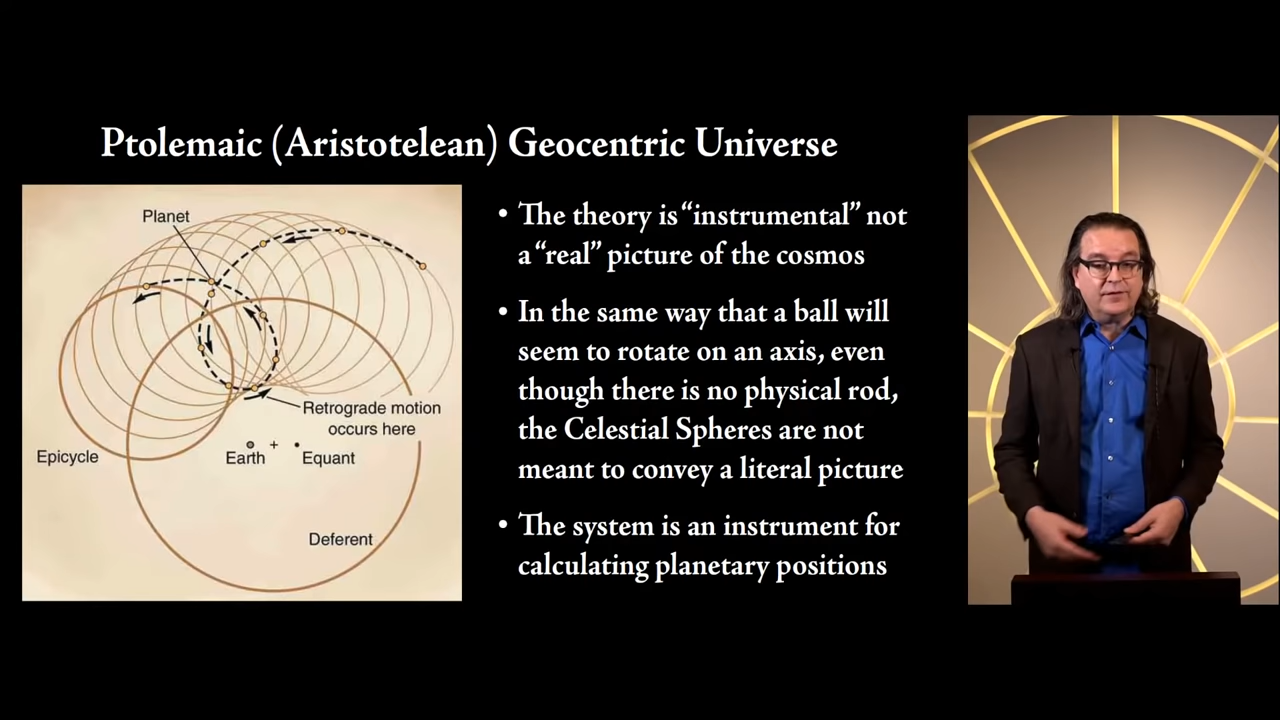 Ptolemaic (Aristotelean) Geocentric Universe
Planet
Retrograde motion
occurs here
Epicycle
Earth + Equant
Deferent
• The theory is “instrumental” not
a “real” picture of the cosmos
• In the same way that a ball will
seem to rotate on an axis, even
though there is no physical rod,
the Celestial Spheres are not
meant to convey a literal picture
• The system is an instrument for
calculating planetary positions